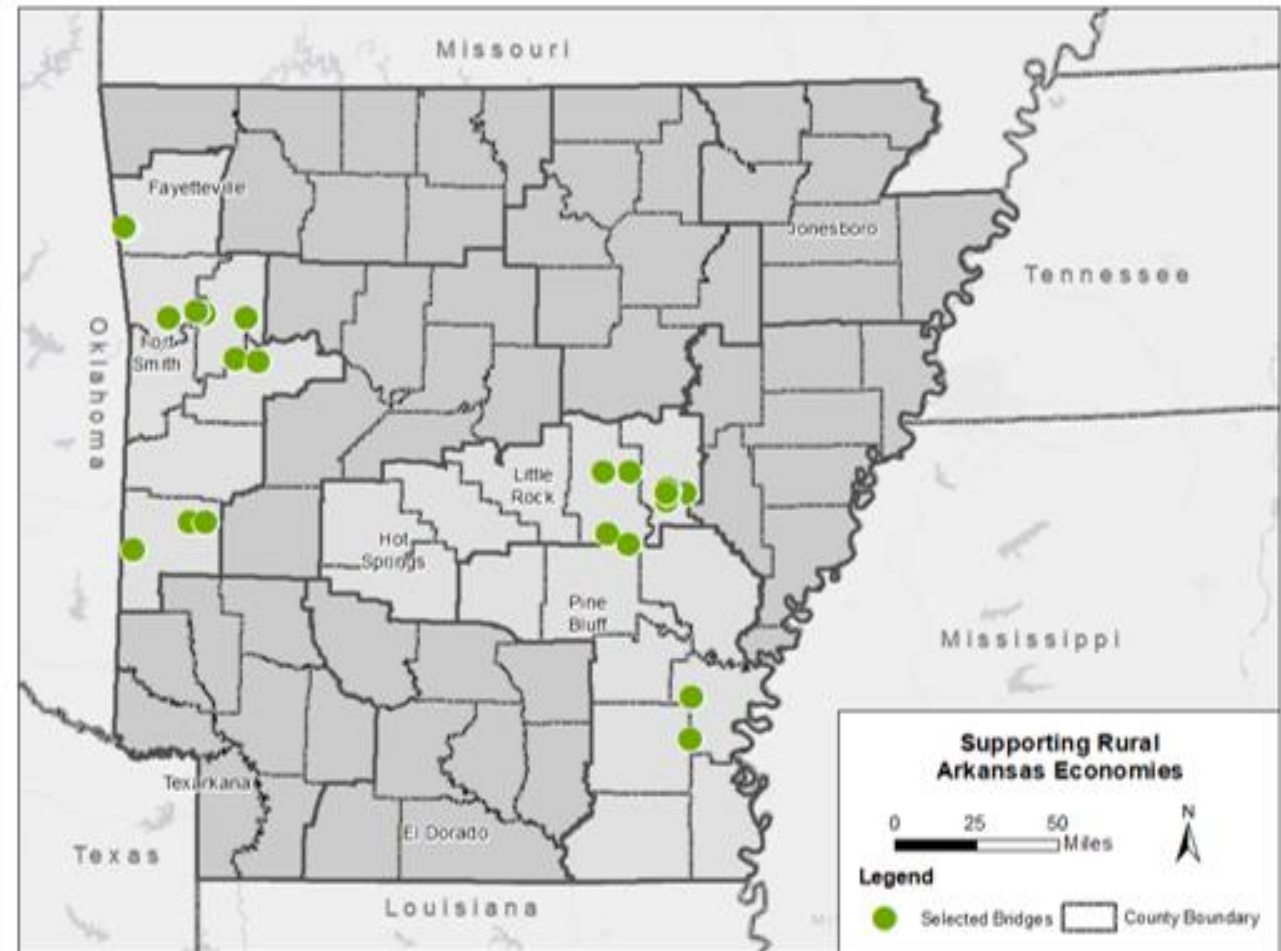 Missouri
Fayetteville
Jonesboro
Tennessee
Oklahoma
Fort
Smith
Little
Rock
Hot
Springs
Pine
Bluff
Mississippi
Texarkana
El Dorado
Texas
Louisiana
Supporting Rural
Arkansas Economies
0 25 50
Miles
N
Legend
Selected Bridges
County Boundary